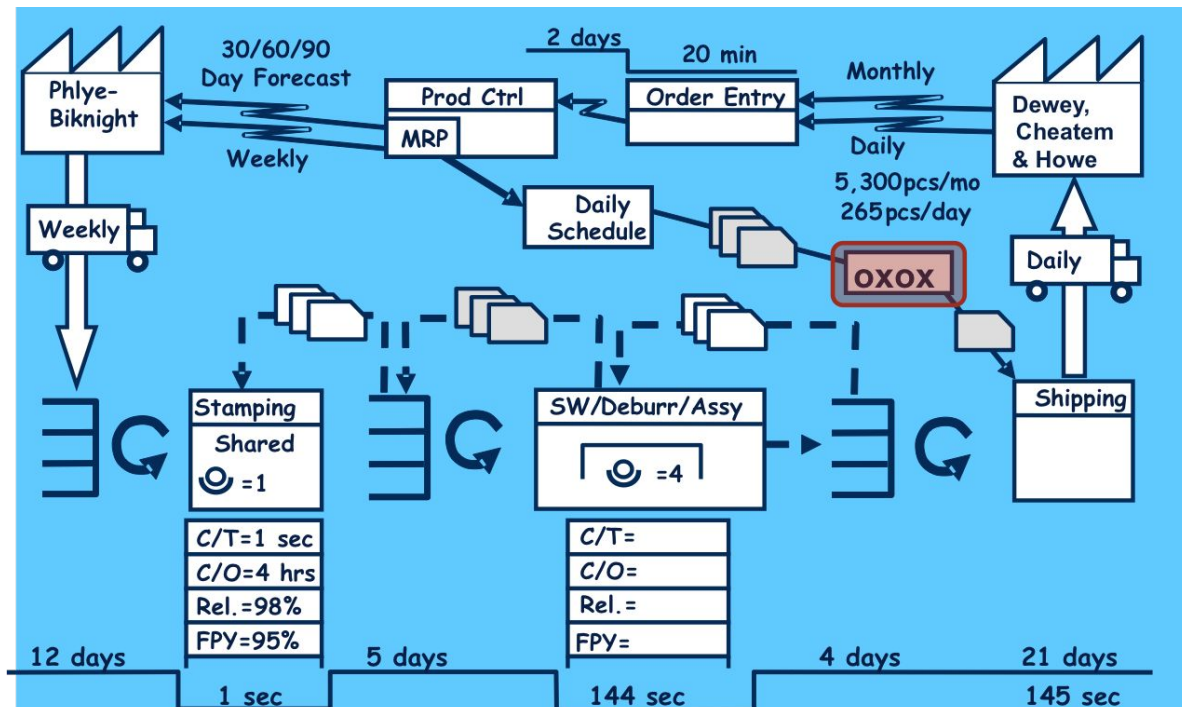 30/60/90
Day Forecast
2 days
20 min
Monthly
Phlye-
Biknight
Prod Ctrl
Order Entry
Dewey,
Cheatem
& Howe
MRP
Weekly
Daily
5,300pcs/mo
265pcs/day
Weekly
Daily
Schedule
OXOX
Daily
Stamping
Shared
=1
SW/Deburr/Assy
=4
Shipping
C/T=1 sec
C/O=4 hrs
Rel.=98%
FPY=95%
C/T=
C/O=
Rel.=
FPY=
12 days
5 days
4 days
21 days
1 sec
144 sec
145 sec